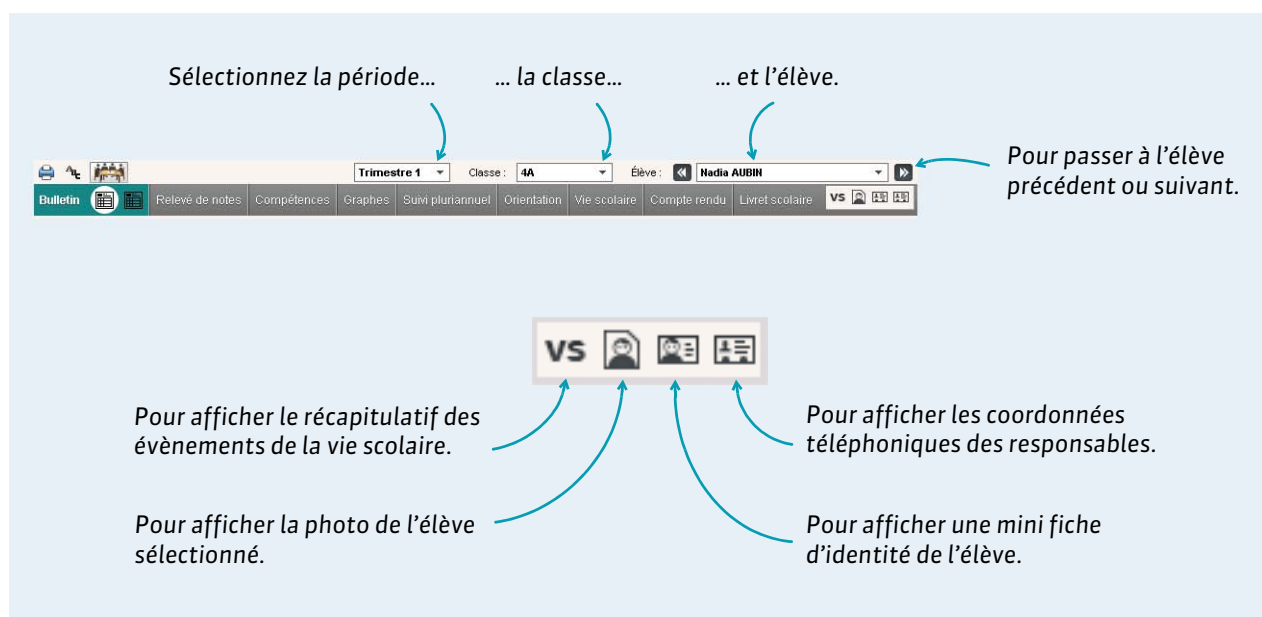 Sélectionnez la période...
... la classe...
... et l’élève.
Pour passer à l’élève
précédent ou suivant.
Trimestre 1
Classe :
4A
Élève :
Nadia AUBIN
Bulletin
Relevé de notes
Compétences
Graphes
Suivi pluriannuel
Orientation
Vie scolaire
Compte rendu
Livret scolaire
VS
VS
Pour afficher le récapitulatif des
évènements de la vie scolaire.
Pour afficher les coordonnées
téléphoniques des responsables.
Pour afficher la photo de l’élève
sélectionné.
Pour afficher une mini fiche
d’identité de l’élève.